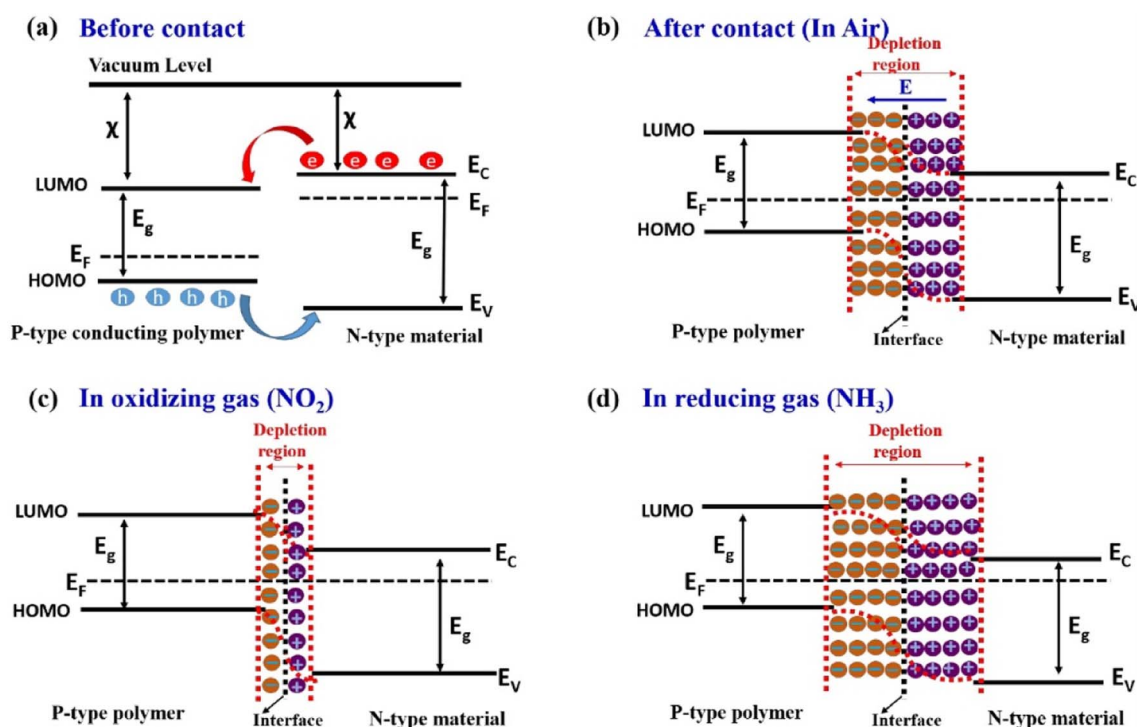 (a) Before contact
Vacuum Level
χ
χ
e e e e
LUMO
E_C
E_F
E_g
E_g
E_F
HOMO
h h h h
E_V
P-type conducting polymer
N-type material
(b) After contact (In Air)
Depletion
region
E
LUMO
E_g
E_C
E_F
HOMO
E_g
E_V
P-type polymer
Interface
N-type material
(c) In oxidizing gas (NO₂)
Depletion
region
LUMO
E_g
E_C
E_F
HOMO
E_g
E_V
P-type polymer
Interface
N-type material
(d) In reducing gas (NH₃)
Depletion
region
LUMO
E_g
E_C
E_F
HOMO
E_g
E_V
P-type polymer
Interface
N-type material